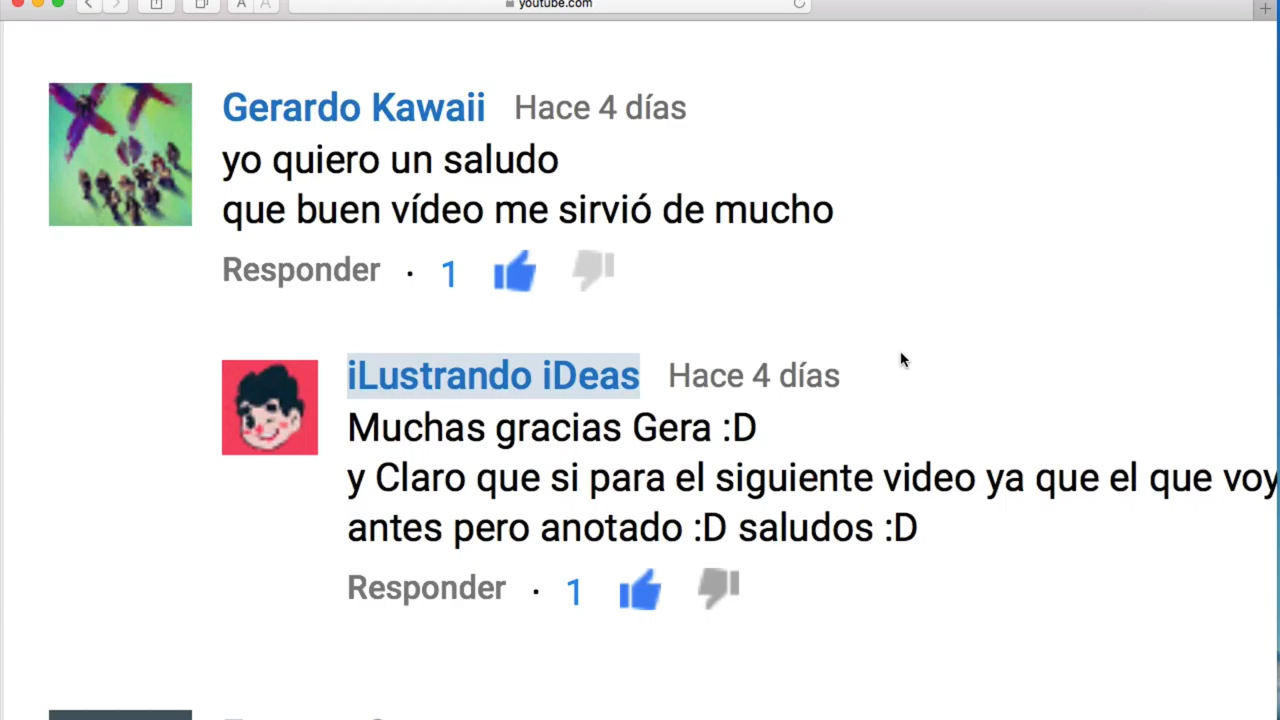 youtube.com
Gerardo Kawaii Hace 4 días
yo quiero un saludo
que buen vídeo me sirvió de mucho
Responder · 1
iLustrando iDeas Hace 4 días
Muchas gracias Gera :D
y Claro que si para el siguiente video ya que el que voy
antes pero anotado :D saludos :D
Responder · 1